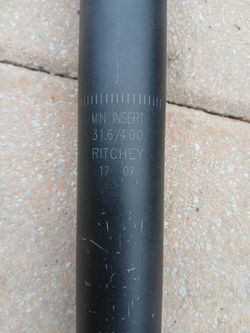 MIN INSERT
31.6/400
RITCHEY
17 07